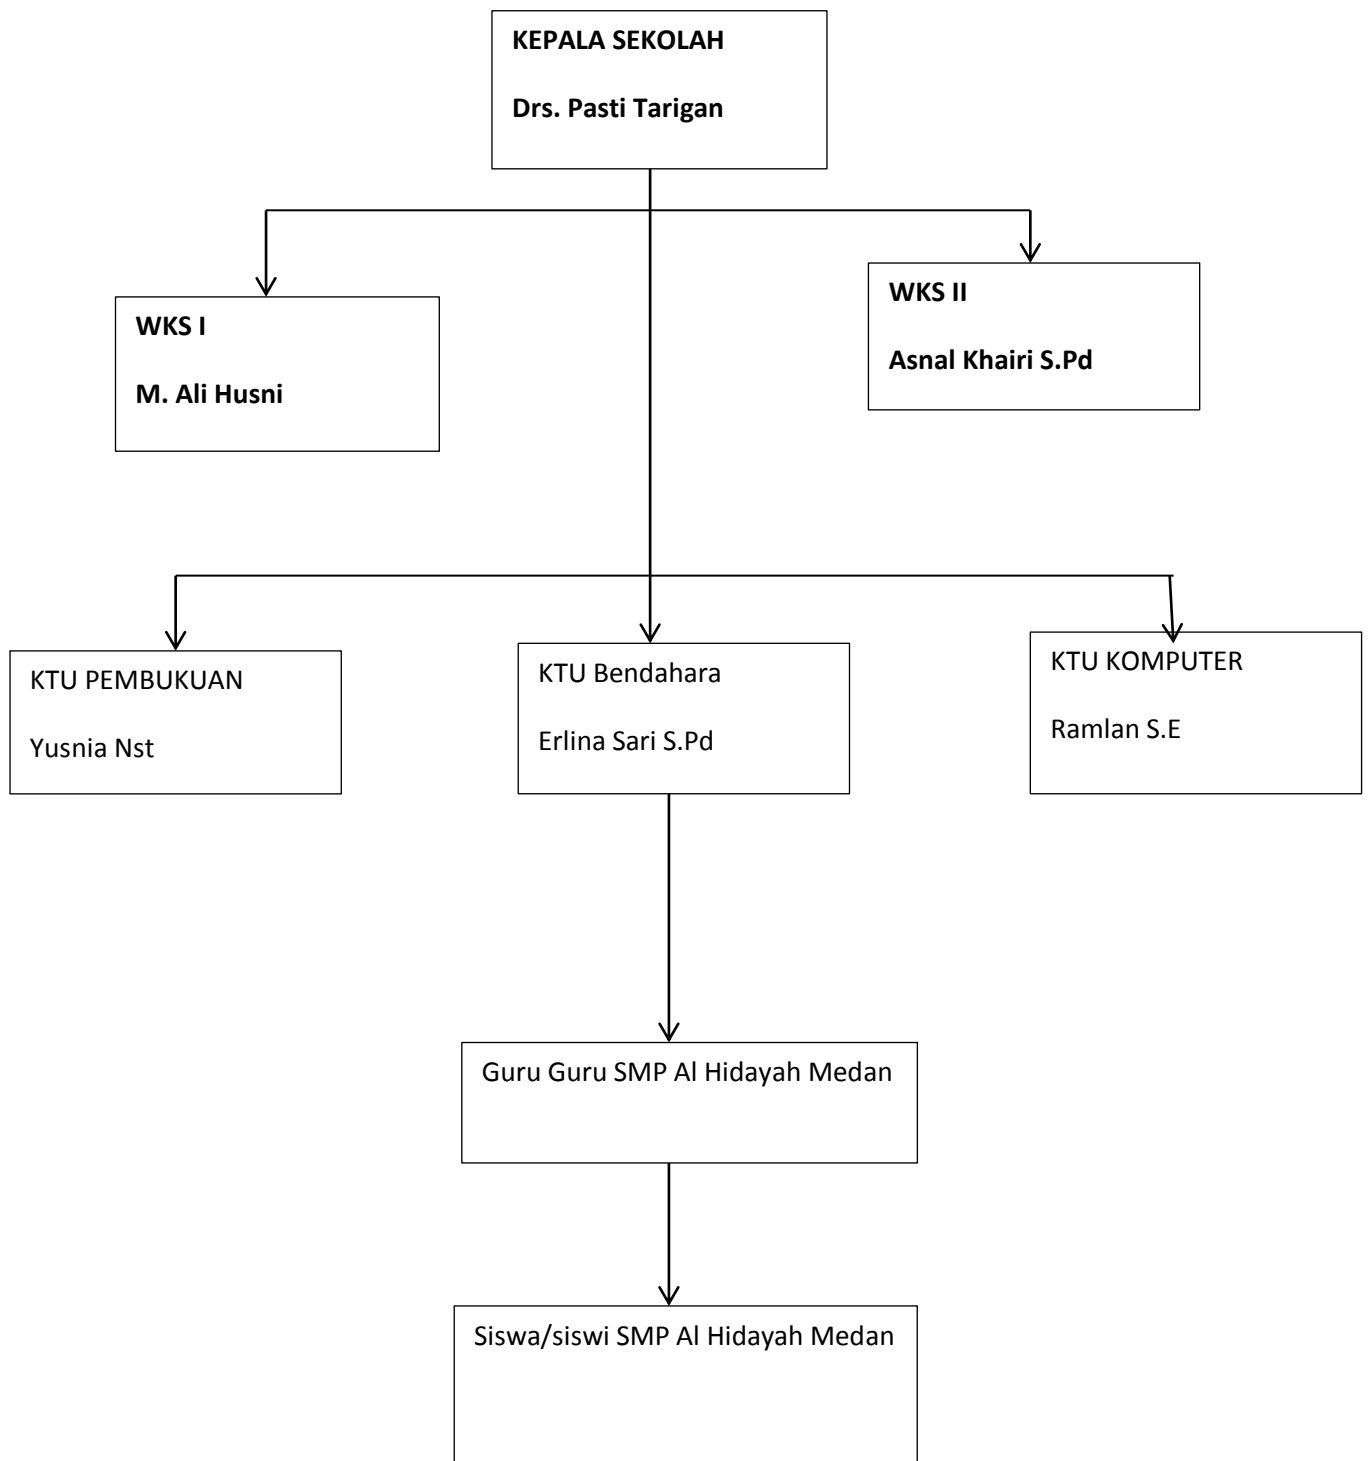 KEPALA SEKOLAH
Drs. Pasti Tarigan
WKS I
M. Ali Husni
WKS II
Asnal Khairi S.Pd
KTU PEMBUKUAN
Yusnia Nst
KTU Bendahara
Erlina Sari S.Pd
KTU KOMPUTER
Ramlan S.E
Guru Guru SMP Al Hidayah Medan
Siswa/siswi SMP Al Hidayah Medan